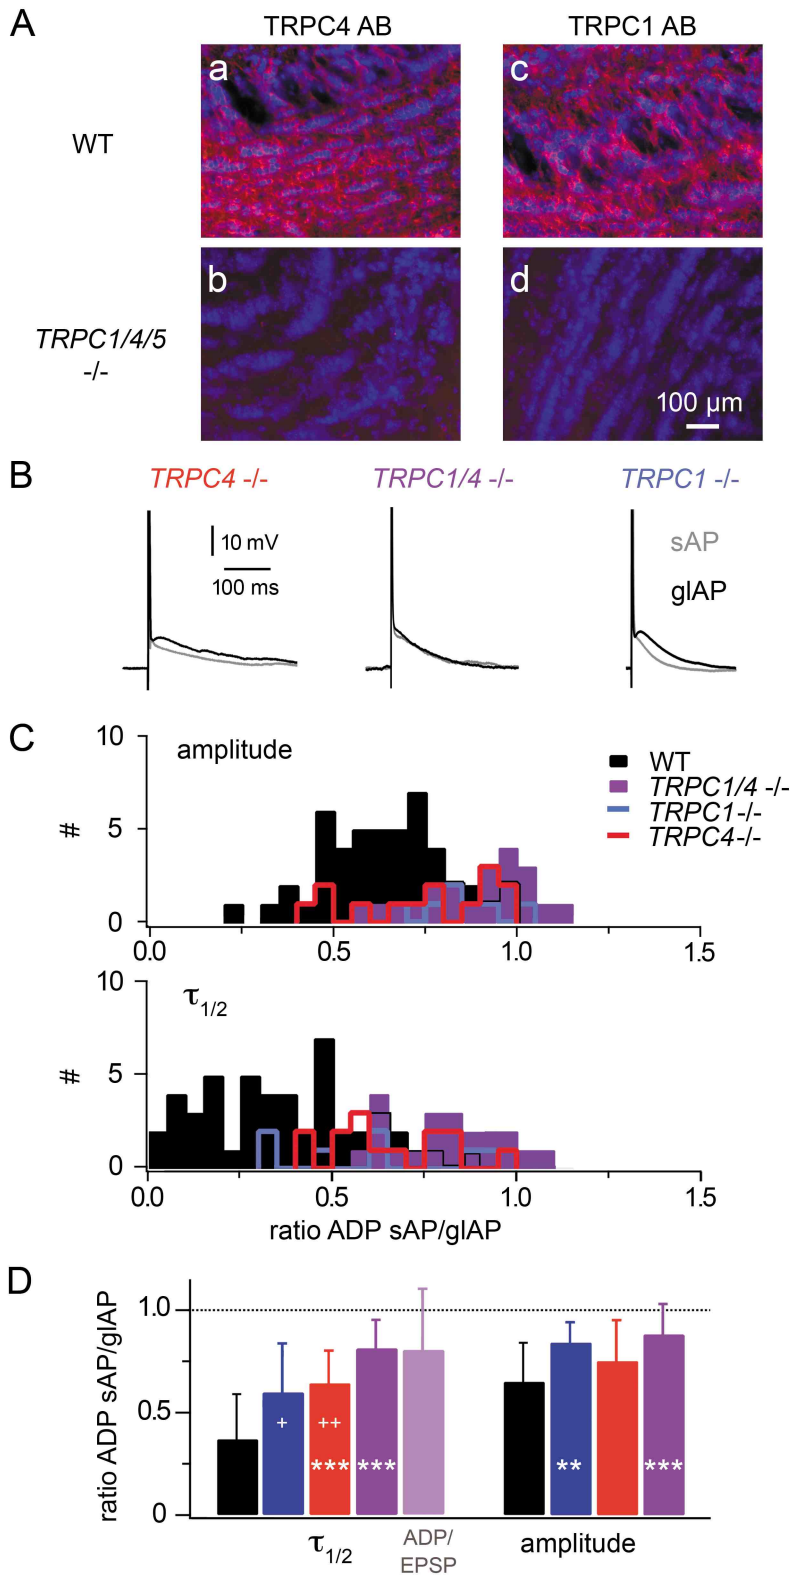 A
TRPC4 AB TRPC1 AB
WT
a c
TRPC1/4/5
-/-
b d
100 µm
B
TRPC4 -/- TRPC1/4 -/- TRPC1 -/-
10 mV
100 ms
sAP
glAP
C
amplitude
#
10
5
0
0.0 0.5 1.0 1.5
WT
TRPC1/4 -/-
TRPC1-/-
TRPC4-/-
τ1/2
#
10
5
0
0.0 0.5 1.0 1.5
ratio ADP sAP/glAP
D
ratio ADP sAP/glAP
1.0
0.5
0
+ ++
*** *** ** ***
τ1/2
ADP/
EPSP
amplitude